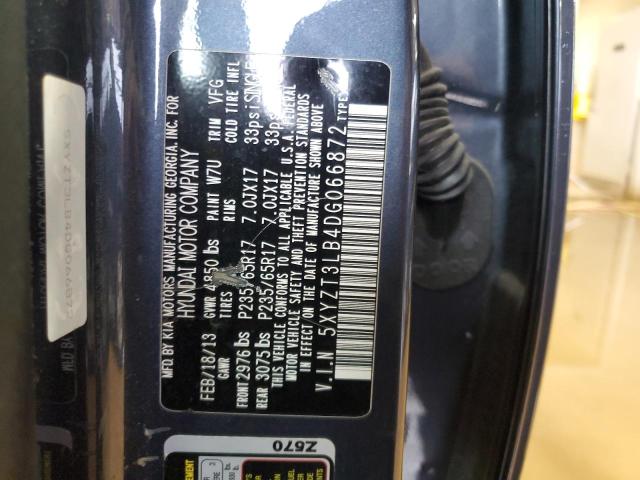 MFD BY KIA MOTORS MANUFACTURING GEORGIA, INC. FOR
HYUNDAI MOTOR COMPANY
FEB/18/13 GVWR 4850 lbs PAINT W7U TRIM VFG
GAWR TIRES RIMS COLD TIRE INFL
FRONT 2976 lbs P235/65R17 7.0JX17 33psi SINGLE
REAR 3075 lbs P235/65R17 7.0JX17 33psi
THIS VEHICLE CONFORMS TO ALL APPLICABLE U.S.A. FEDERAL
MOTOR VEHICLE SAFETY AND THEFT PREVENTION STANDARDS
IN EFFECT ON THE DATE OF MANUFACTURE SHOWN ABOVE
V.I.N 5XYZT3LB4DG066872 TYPE
Z670